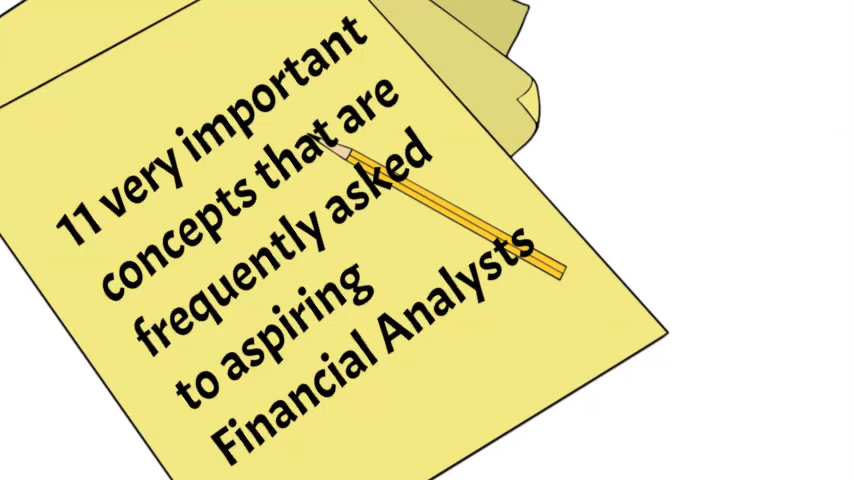 11 very important
concepts that are
frequently asked
to aspiring
Financial Analysts